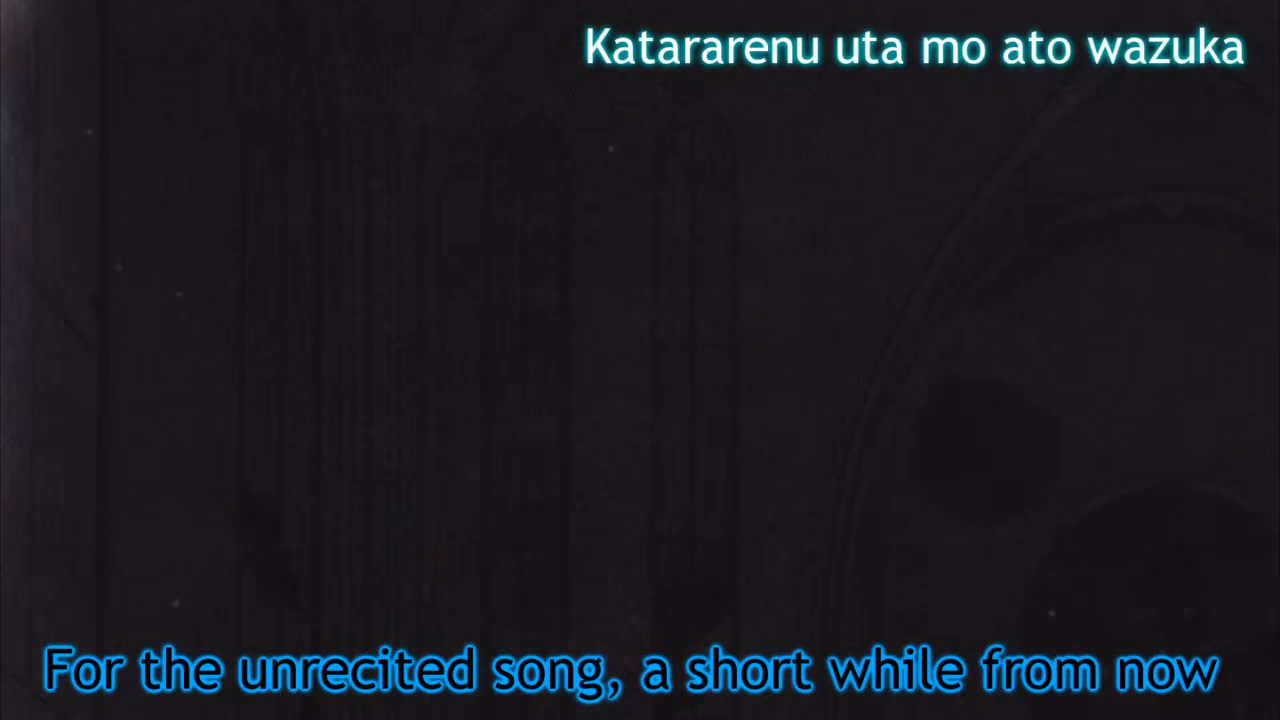 Katararenu uta mo ato wazuka
For the unrecited song, a short while from now